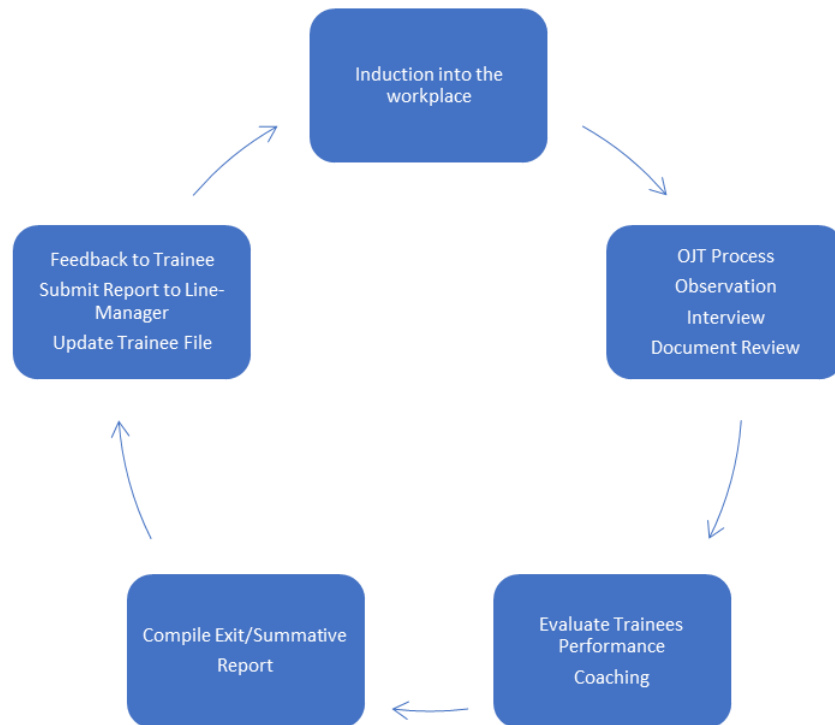 Induction into the
workplace
OJT Process
Observation
Interview
Document Review
Evaluate Trainees
Performance
Coaching
Compile Exit/Summative
Report
Feedback to Trainee
Submit Report to Line-
Manager
Update Trainee File